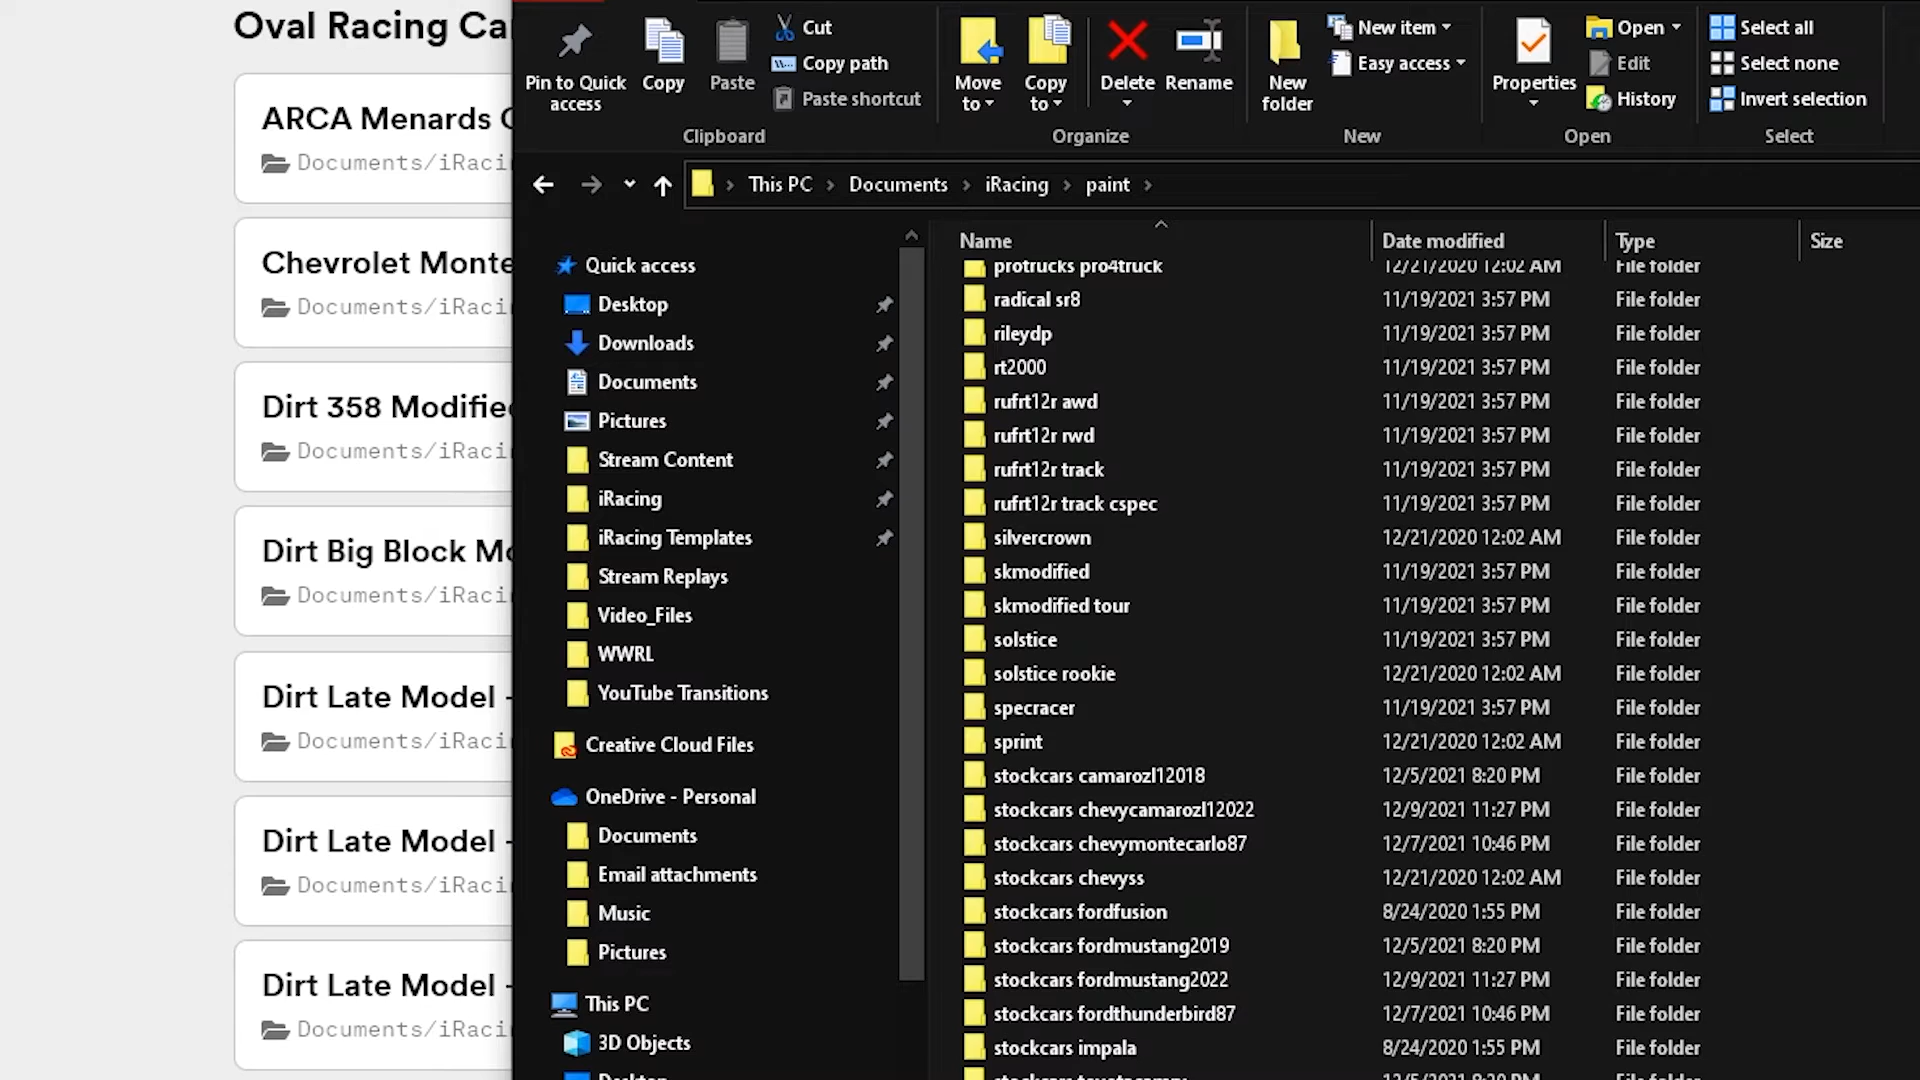 Oval Racing Ca
ARCA Menards
Documents/iRaci
Chevrolet Monte
Documents/iRaci
Dirt 358 Modifie
Documents/iRaci
Dirt Big Block Mo
Documents/iRaci
Dirt Late Model -
Documents/iRaci
Dirt Late Model -
Documents/iRaci
Dirt Late Model -
Documents/iRaci
Pin to Quick access
Copy
Paste
Cut
Copy path
Paste shortcut
Clipboard
Move to
Copy to
Delete
Rename
Organize
New folder
New item
Easy access
New
Properties
Open
Edit
History
Open
Select all
Select none
Invert selection
Select
This PC > Documents > iRacing > paint >
Quick access
Desktop
Downloads
Documents
Pictures
Stream Content
iRacing
iRacing Templates
Stream Replays
Video_Files
WWRL
YouTube Transitions
Creative Cloud Files
OneDrive - Personal
Documents
Email attachments
Music
Pictures
This PC
3D Objects
Desktop
Name Date modified Type Size
protrucks pro4truck 12/21/2020 12:02 AM File folder
radical sr8 11/19/2021 3:57 PM File folder
rileydp 11/19/2021 3:57 PM File folder
rt2000 11/19/2021 3:57 PM File folder
rufrt12r awd 11/19/2021 3:57 PM File folder
rufrt12r rwd 11/19/2021 3:57 PM File folder
rufrt12r track 11/19/2021 3:57 PM File folder
rufrt12r track cspec 11/19/2021 3:57 PM File folder
silvercrown 12/21/2020 12:02 AM File folder
skmodified 11/19/2021 3:57 PM File folder
skmodified tour 11/19/2021 3:57 PM File folder
solstice 11/19/2021 3:57 PM File folder
solstice rookie 12/21/2020 12:02 AM File folder
specracer 11/19/2021 3:57 PM File folder
sprint 12/21/2020 12:02 AM File folder
stockcars camarozl12018 12/5/2021 8:20 PM File folder
stockcars chevycamarozl12022 12/9/2021 11:27 PM File folder
stockcars chevymontecarlo87 12/7/2021 10:46 PM File folder
stockcars chevyss 12/21/2020 12:02 AM File folder
stockcars fordfusion 8/24/2020 1:55 PM File folder
stockcars fordmustang2019 12/5/2021 8:20 PM File folder
stockcars fordmustang2022 12/9/2021 11:27 PM File folder
stockcars fordthunderbird87 12/7/2021 10:46 PM File folder
stockcars impala 8/24/2020 1:55 PM File folder